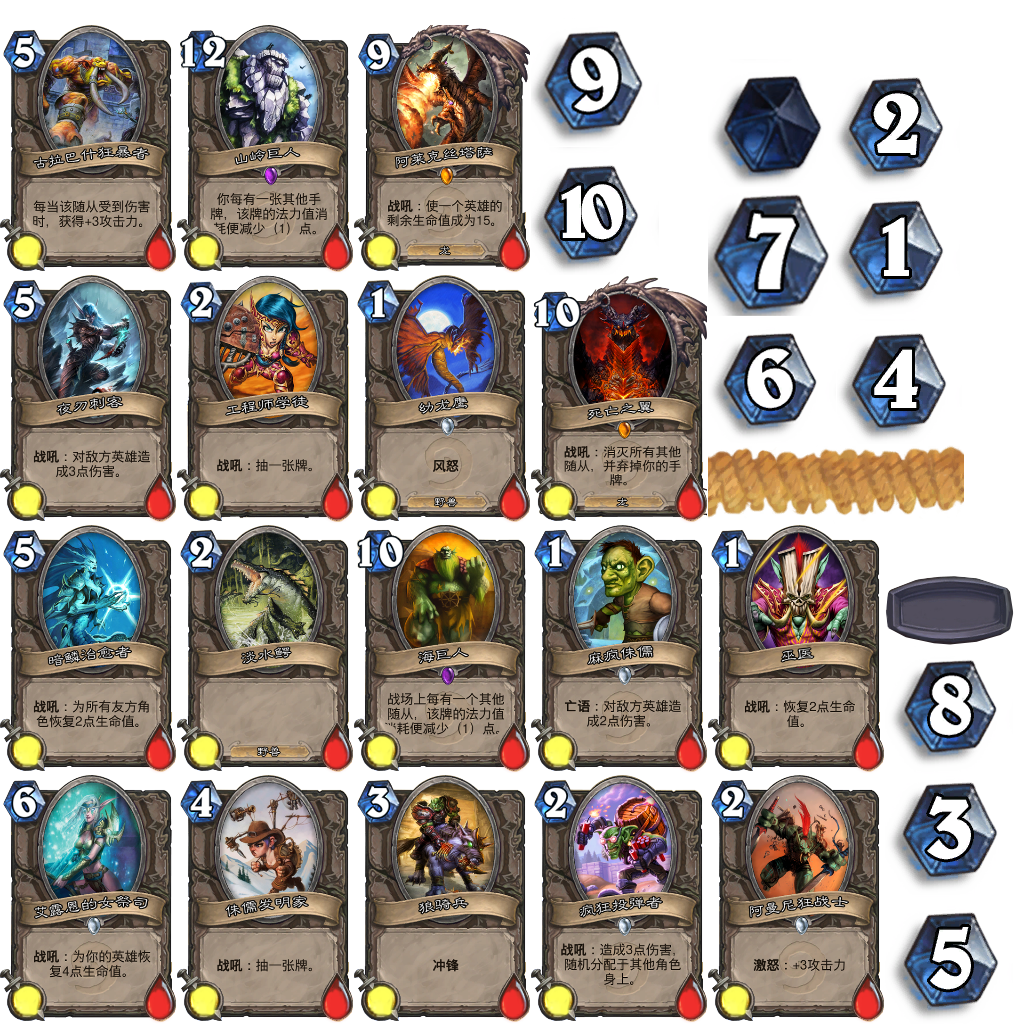 5
古拉巴什狂暴者
每当该随从受到伤害
时，获得+3攻击力。
12
山岭巨人
你每有一张其他手
牌，该牌的法力值消
耗便减少（1）点。
9
阿莱克丝塔萨
战吼：使一个英雄的
剩余生命值成为15。
龙
9
10
2
7
1
6
4
5
夜刃刺客
战吼：对敌方英雄造
成3点伤害。
2
工程师学徒
战吼：抽一张牌。
1
幼龙鹰
风怒
野兽
10
死亡之翼
战吼：消灭所有其他
随从，并弃掉你的手
牌。
龙
5
暗鳞治愈者
战吼：为所有友方角
色恢复2点生命值。
2
淡水鳄
野兽
10
海巨人
战场上每有一个其他
随从，该牌的法力值
消耗便减少（1）点。
1
麻疯侏儒
亡语：对敌方英雄造
成2点伤害。
1
巫医
战吼：恢复2点生命
值。
8
3
5
6
艾露恩的女祭司
战吼：为你的英雄恢
复4点生命值。
4
侏儒发明家
战吼：抽一张牌。
3
狼骑兵
冲锋
2
疯狂投弹者
战吼：造成3点伤害，
随机分配于其他角色
身上。
2
阿曼尼狂战士
激怒：+3攻击力